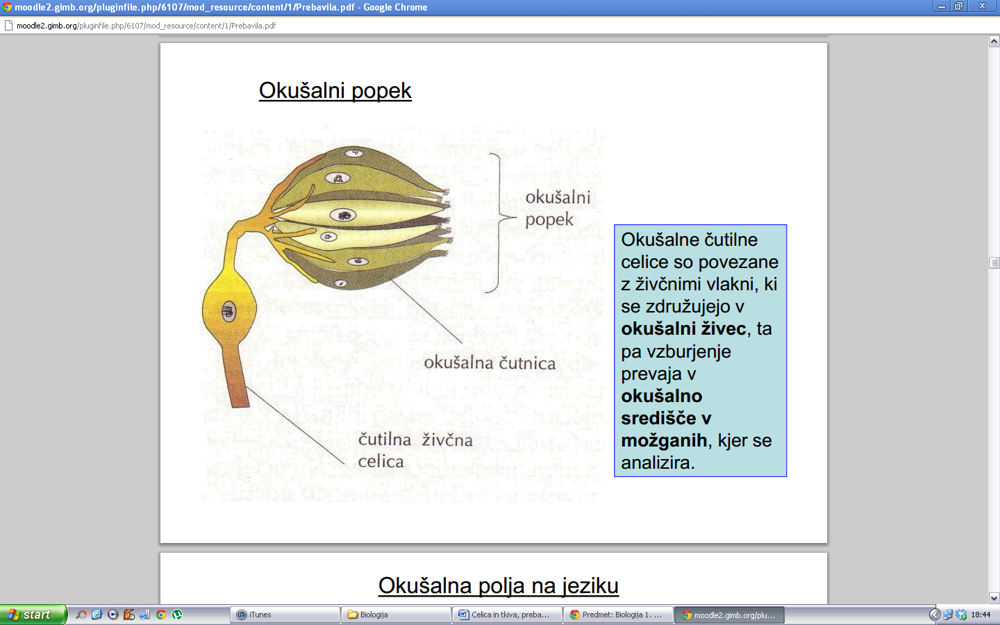 moodle2.gimb.org/pluginfile.php/6107/mod_resource/content/1/Prebavila.pdf - Google Chrome
moodle2.gimb.org/pluginfile.php/6107/mod_resource/content/1/Prebavila.pdf
Okušalni popek
okušalni
popek
okušalna čutnica
čutilna živčna
celica
Okušalne čutilne
celice so povezane
z živčnimi vlakni, ki
se združujejo v
okušalni živec, ta
pa vzburjenje
prevaja v
okušalno
središče v
možganih, kjer se
analizira.
Okušalna polja na jeziku
start
iTunes
Biologija
Celica in tkiva, preba...
Predmet: Biologija 1. ...
moodle2.gimb.org/plu...
18:44